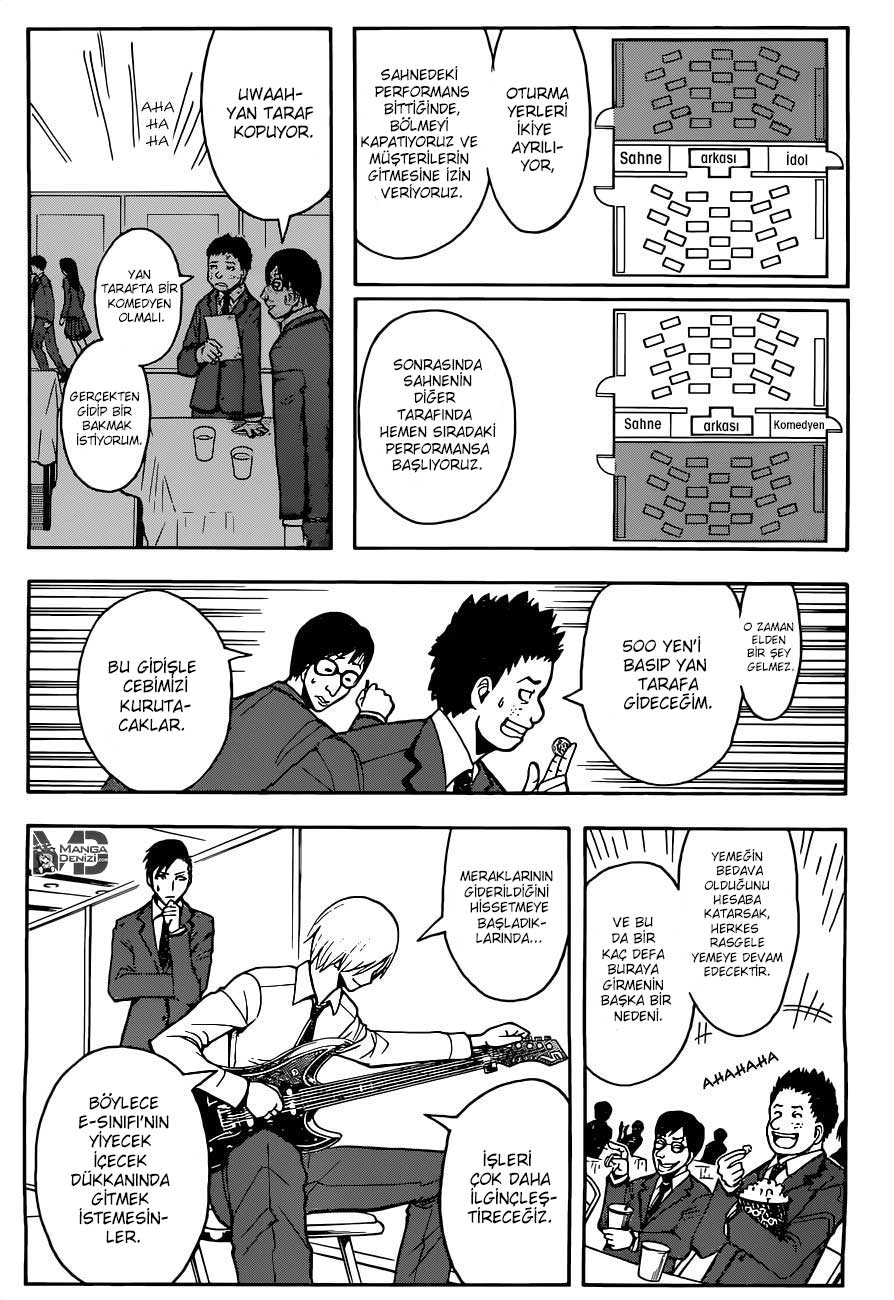 OTURMA
YERLERİ
İKİYE
AYRILI-
YOR,
SAHNEDEKİ
PERFORMANS
BİTTİĞİNDE,
BÖLMEYİ
KAPATIYORUZ VE
MÜŞTERİLERİN
GİTMESİNE İZİN
VERİYORUZ.
Sahne
arkası
İdol
SONRASINDA
SAHNENİN
DİĞER
TARAFINDA
HEMEN SIRADAKİ
PERFORMANSA
BAŞLIYORUZ.
Sahne
arkası
Komedyen
UWAAH-
YAN TARAF
KOPUYOR.
AHA
HA
HA
YAN
TARAFTA BİR
KOMEDYEN
OLMALI.
GERÇEKTEN
GİDİP BİR
BAKMAK
İSTİYORUM.
O ZAMAN
ELDEN
BİR ŞEY
GELMEZ.
500 YEN'İ
BASIP YAN
TARAFA
GİDECEĞİM.
BU GİDİŞLE
CEBİMİZİ
KURUTA-
CAKLAR.
YEMEĞİN
BEDAVA
OLDUĞUNU
HESABA
KATARSAK,
HERKES
RASGELE
YEMEYE DEVAM
EDECEKTİR.
VE BU
DA BİR
KAÇ DEFA
BURAYA
GİRMENİN
BAŞKA BİR
NEDENİ.
AHAHAHA
MERAKLARININ
GİDERİLDİĞİNİ
HİSSETMEYE
BAŞLADIK-
LARINDA...
İŞLERİ
ÇOK DAHA
İLGİNÇLEŞ-
TİRECEĞİZ.
BÖYLECE
E-SINIFI'NIN
YİYECEK
İÇECEK
DÜKKANINDA
GİTMEK
İSTEMESİN-
LER.
MANGA
DENİZİ.com